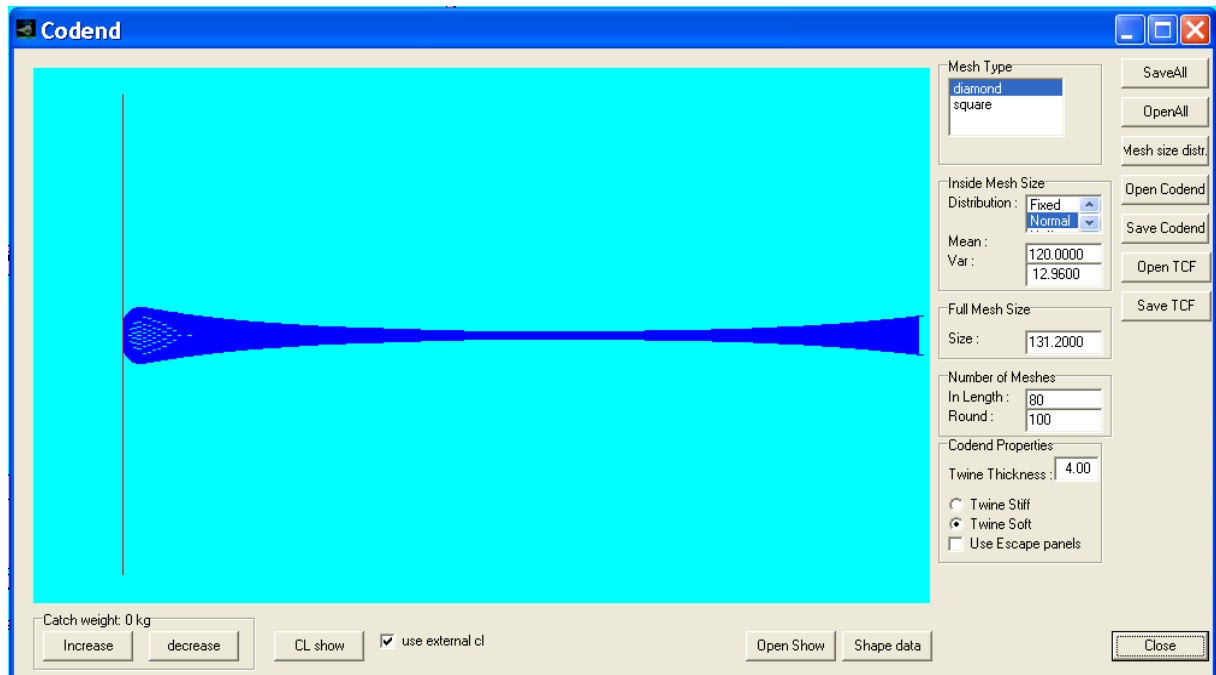 Codend
Mesh Type
diamond
square
Inside Mesh Size
Distribution :
Fixed
Normal
Mean :
120.0000
Var :
12.9600
Full Mesh Size
Size :
131.2000
Number of Meshes
In Length :
80
Round :
100
Codend Properties
Twine Thickness :
4.00
Twine Stiff
Twine Soft
Use Escape panels
SaveAll
OpenAll
Mesh size distr.
Open Codend
Save Codend
Open TCF
Save TCF
Catch weight: 0 kg
Increase
decrease
CL show
use external cl
Open Show
Shape data
Close